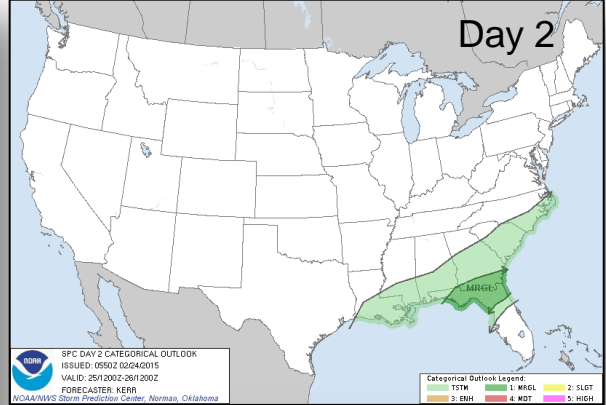 Day 2
MRGL
NOAA
SPC DAY 2 CATEGORICAL OUTLOOK
ISSUED: 0550Z 02/24/2015
VALID: 25/1200Z-26/1200Z
FORECASTER: KERR
NOAA/NWS Storm Prediction Center, Norman, Oklahoma
Categorical Outlook Legend:
TSTM 1: MRGL 2: SLGT
3: ENH 4: MDT 5: HIGH